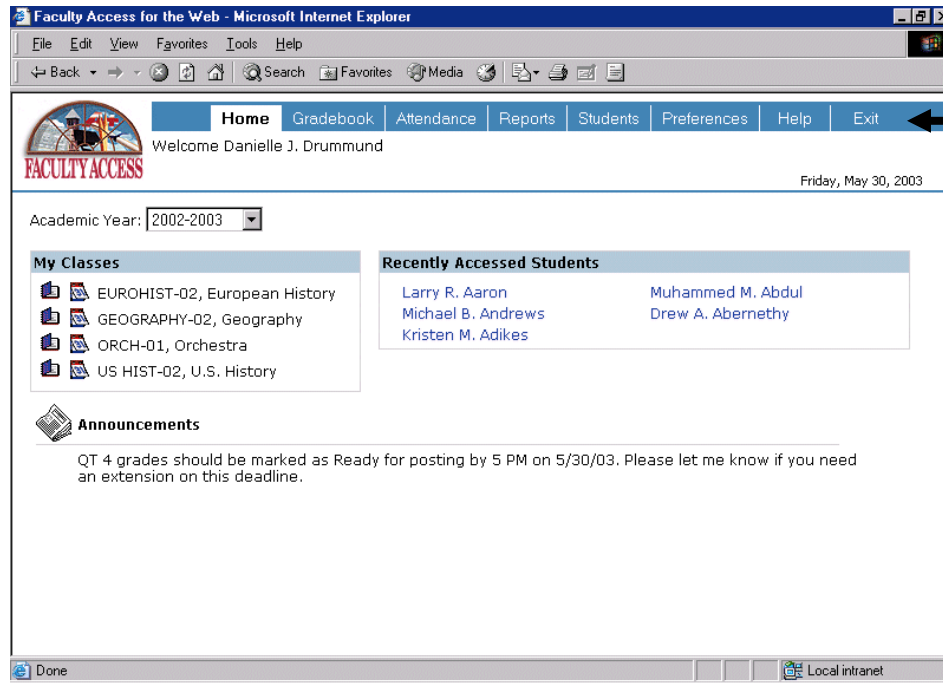 Faculty Access for the Web - Microsoft Internet Explorer
File Edit View Favorites Tools Help
Back Search Favorites Media
Home Gradebook Attendance Reports Students Preferences Help Exit
FACULTY ACCESS
Welcome Danielle J. Drummund
Friday, May 30, 2003
Academic Year: 2002-2003
My Classes
EUROHIST-02, European History
GEOGRAPHY-02, Geography
ORCH-01, Orchestra
US HIST-02, U.S. History
Recently Accessed Students
Larry R. Aaron Muhammed M. Abdul
Michael B. Andrews Drew A. Abernethy
Kristen M. Adikes
Announcements
QT 4 grades should be marked as Ready for posting by 5 PM on 5/30/03. Please let me know if you need
an extension on this deadline.
Done Local intranet